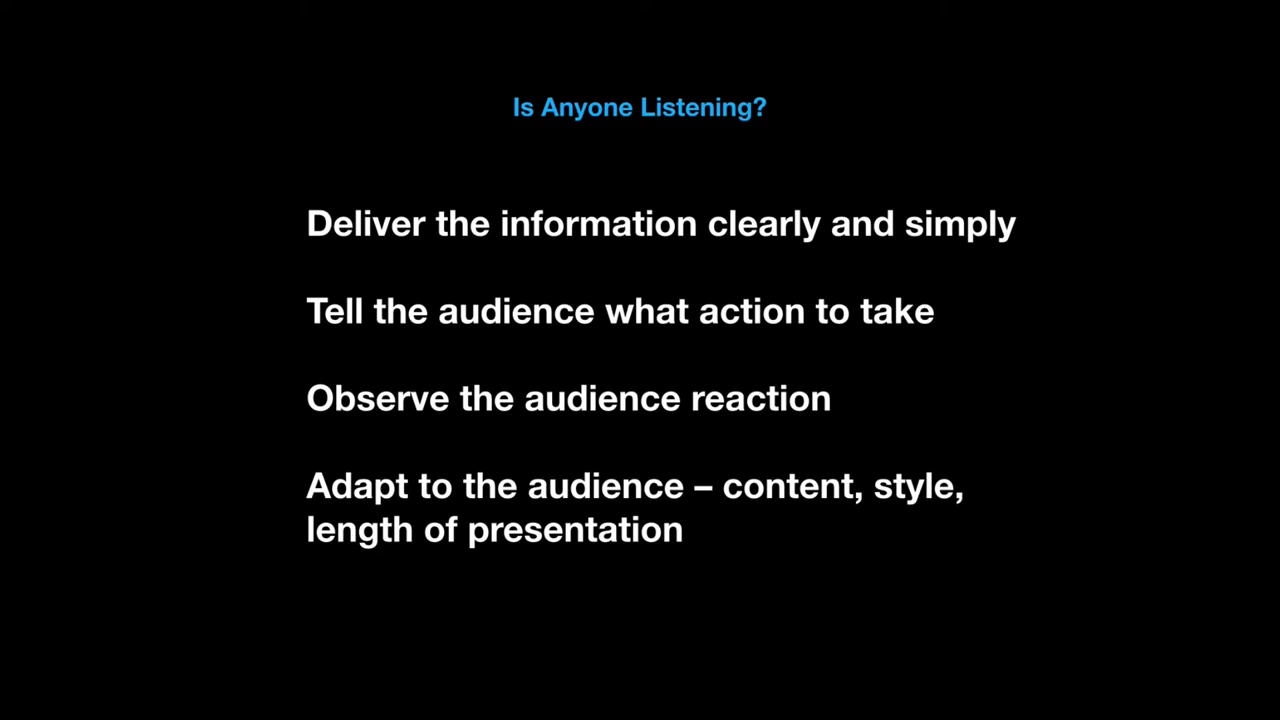 Is Anyone Listening?
Deliver the information clearly and simply
Tell the audience what action to take
Observe the audience reaction
Adapt to the audience – content, style,
length of presentation